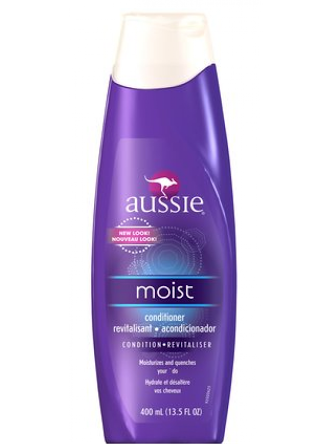 aussie
NEW LOOK!
NOUVEAU LOOK!
moist
conditioner
revitalisant • acondicionador
CONDITION • REVITALISER
Moisturizes and quenches
your 'do
Hydrate et désaltère
vos cheveux
400 mL (13.5 FL OZ)